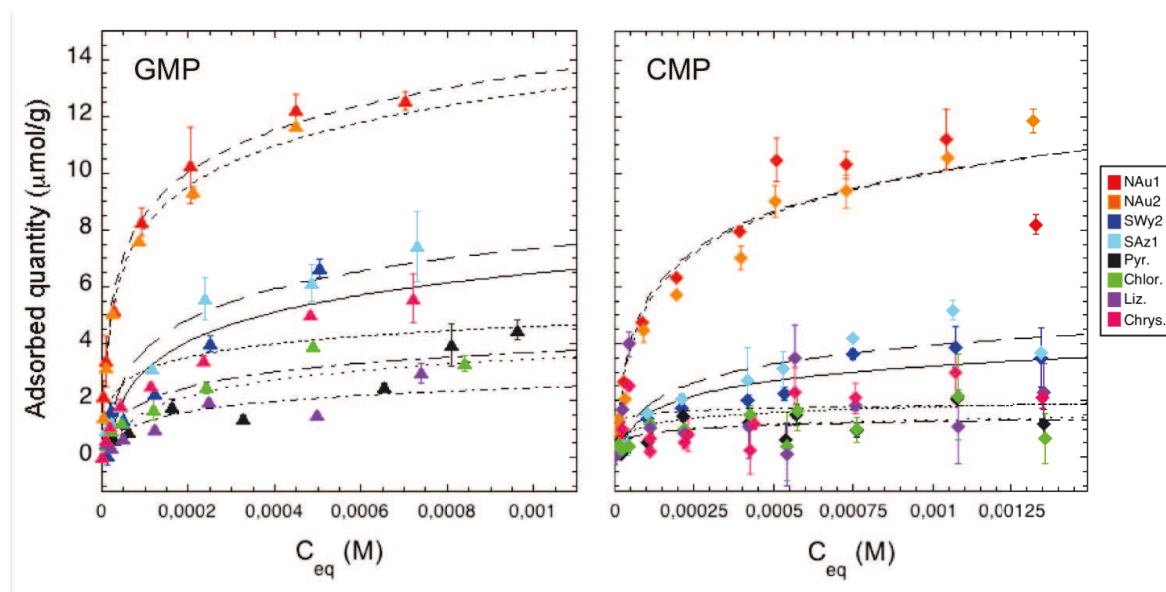 GMP
CMP
Adsorbed quantity (μmol/g)
14
12
10
8
6
4
2
0
0
0,0002
0,0004
0,0006
0,0008
0,001
C_eq (M)
0
0,00025
0,0005
0,00075
0,001
0,00125
C_eq (M)
NAu1
NAu2
SWy2
SAz1
Pyr.
Chlor.
Liz.
Chrys.